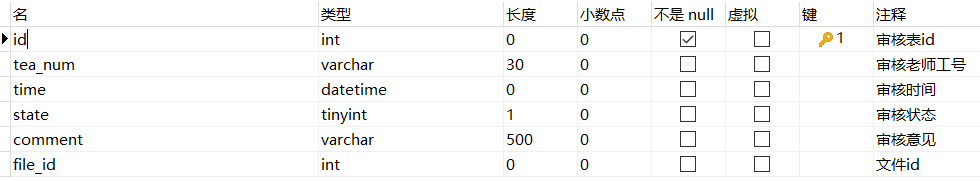 名 类型 长度 小数点 不是 null 虚拟 键 注释
id int 0 0 1 审核表id
tea_num varchar 30 0 审核老师工号
time datetime 0 0 审核时间
state tinyint 1 0 审核状态
comment varchar 500 0 审核意见
file_id int 0 0 文件id